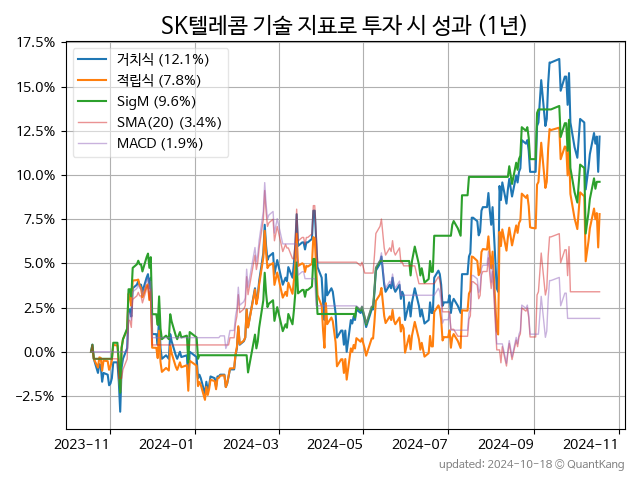 SK텔레콤 기술 지표로 투자 시 성과 (1년)
17.5%
15.0%
12.5%
10.0%
7.5%
5.0%
2.5%
0.0%
−2.5%
거치식 (12.1%)
적립식 (7.8%)
SigM (9.6%)
SMA(20) (3.4%)
MACD (1.9%)
2023-11 2024-01 2024-03 2024-05 2024-07 2024-09 2024-11
updated: 2024-10-18 © QuantKang